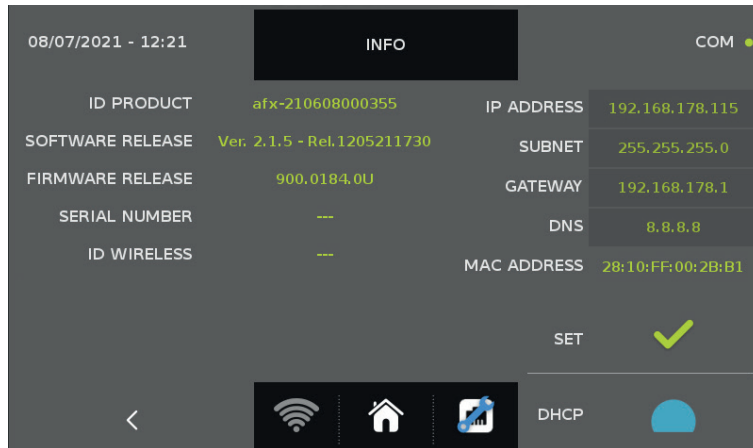 08/07/2021 - 12:21 INFO COM
ID PRODUCT afx-210608000355
SOFTWARE RELEASE Ver. 2.1.5 - Rel.1205211730
FIRMWARE RELEASE 900.0184.0U
SERIAL NUMBER ---
ID WIRELESS ---
IP ADDRESS 192.168.178.115
SUBNET 255.255.255.0
GATEWAY 192.168.178.1
DNS 8.8.8.8
MAC ADDRESS 28:10:FF:00:2B:B1
SET
DHCP